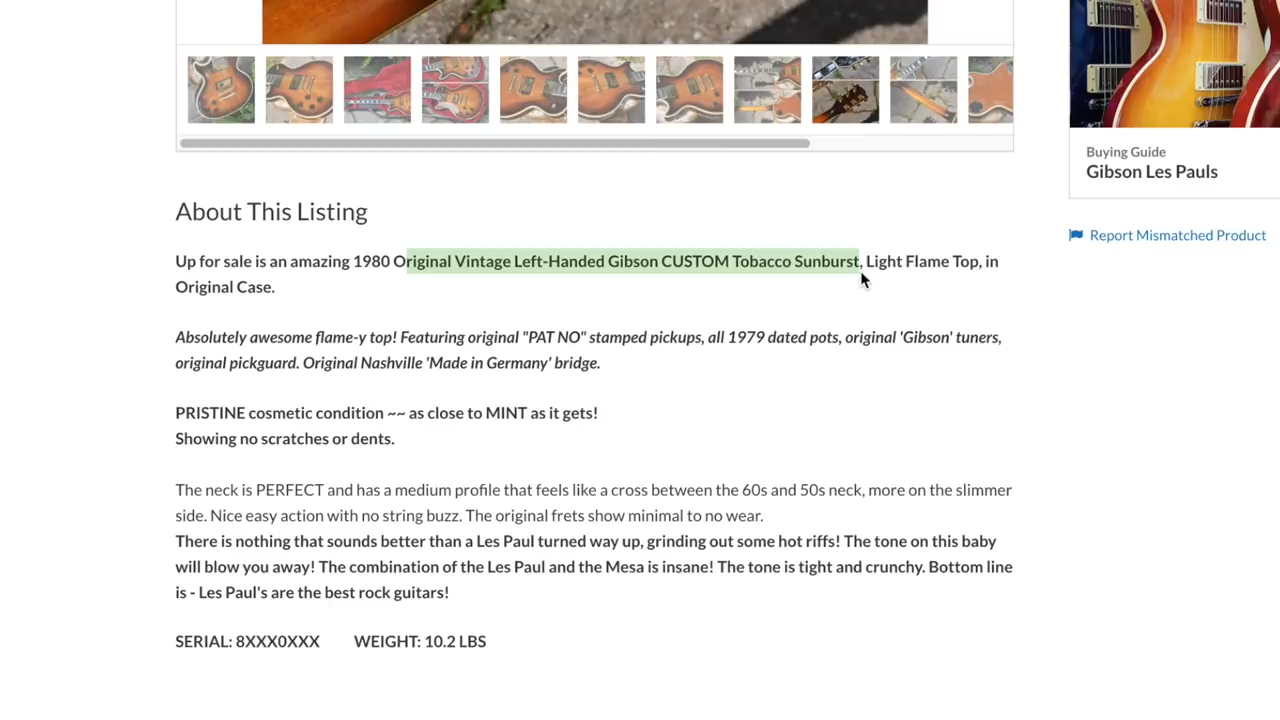 Buying Guide
Gibson Les Pauls
Report Mismatched Product
About This Listing
Up for sale is an amazing 1980 Original Vintage Left-Handed Gibson CUSTOM Tobacco Sunburst, Light Flame Top, in
Original Case.
Absolutely awesome flame-y top! Featuring original "PAT NO" stamped pickups, all 1979 dated pots, original 'Gibson' tuners,
original pickguard. Original Nashville 'Made in Germany' bridge.
PRISTINE cosmetic condition ~~ as close to MINT as it gets!
Showing no scratches or dents.
The neck is PERFECT and has a medium profile that feels like a cross between the 60s and 50s neck, more on the slimmer
side. Nice easy action with no string buzz. The original frets show minimal to no wear.
There is nothing that sounds better than a Les Paul turned way up, grinding out some hot riffs! The tone on this baby
will blow you away! The combination of the Les Paul and the Mesa is insane! The tone is tight and crunchy. Bottom line
is - Les Paul's are the best rock guitars!
SERIAL: 8XXX0XXX WEIGHT: 10.2 LBS